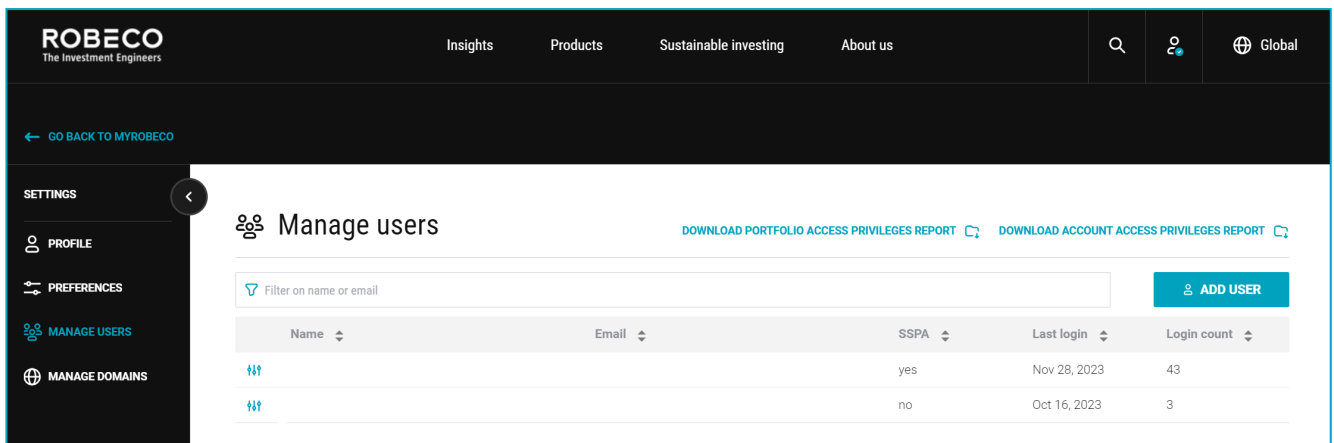 ROBECO
The Investment Engineers
Insights Products Sustainable investing About us Global
GO BACK TO MYROBECO
SETTINGS
PROFILE
PREFERENCES
MANAGE USERS
MANAGE DOMAINS
Manage users
DOWNLOAD PORTFOLIO ACCESS PRIVILEGES REPORT DOWNLOAD ACCOUNT ACCESS PRIVILEGES REPORT
Filter on name or email ADD USER
Name Email SSPA Last login Login count
yes Nov 28, 2023 43
no Oct 16, 2023 3